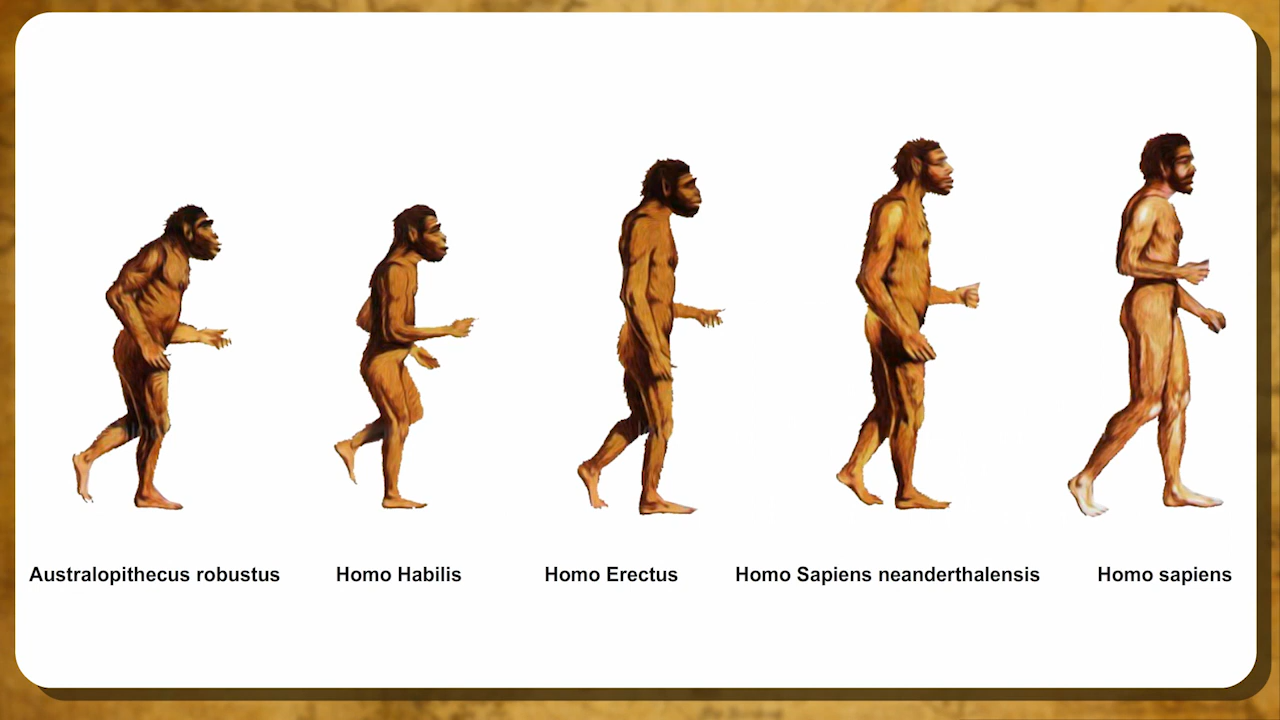 Australopithecus robustus
Homo Habilis
Homo Erectus
Homo Sapiens neanderthalensis
Homo sapiens